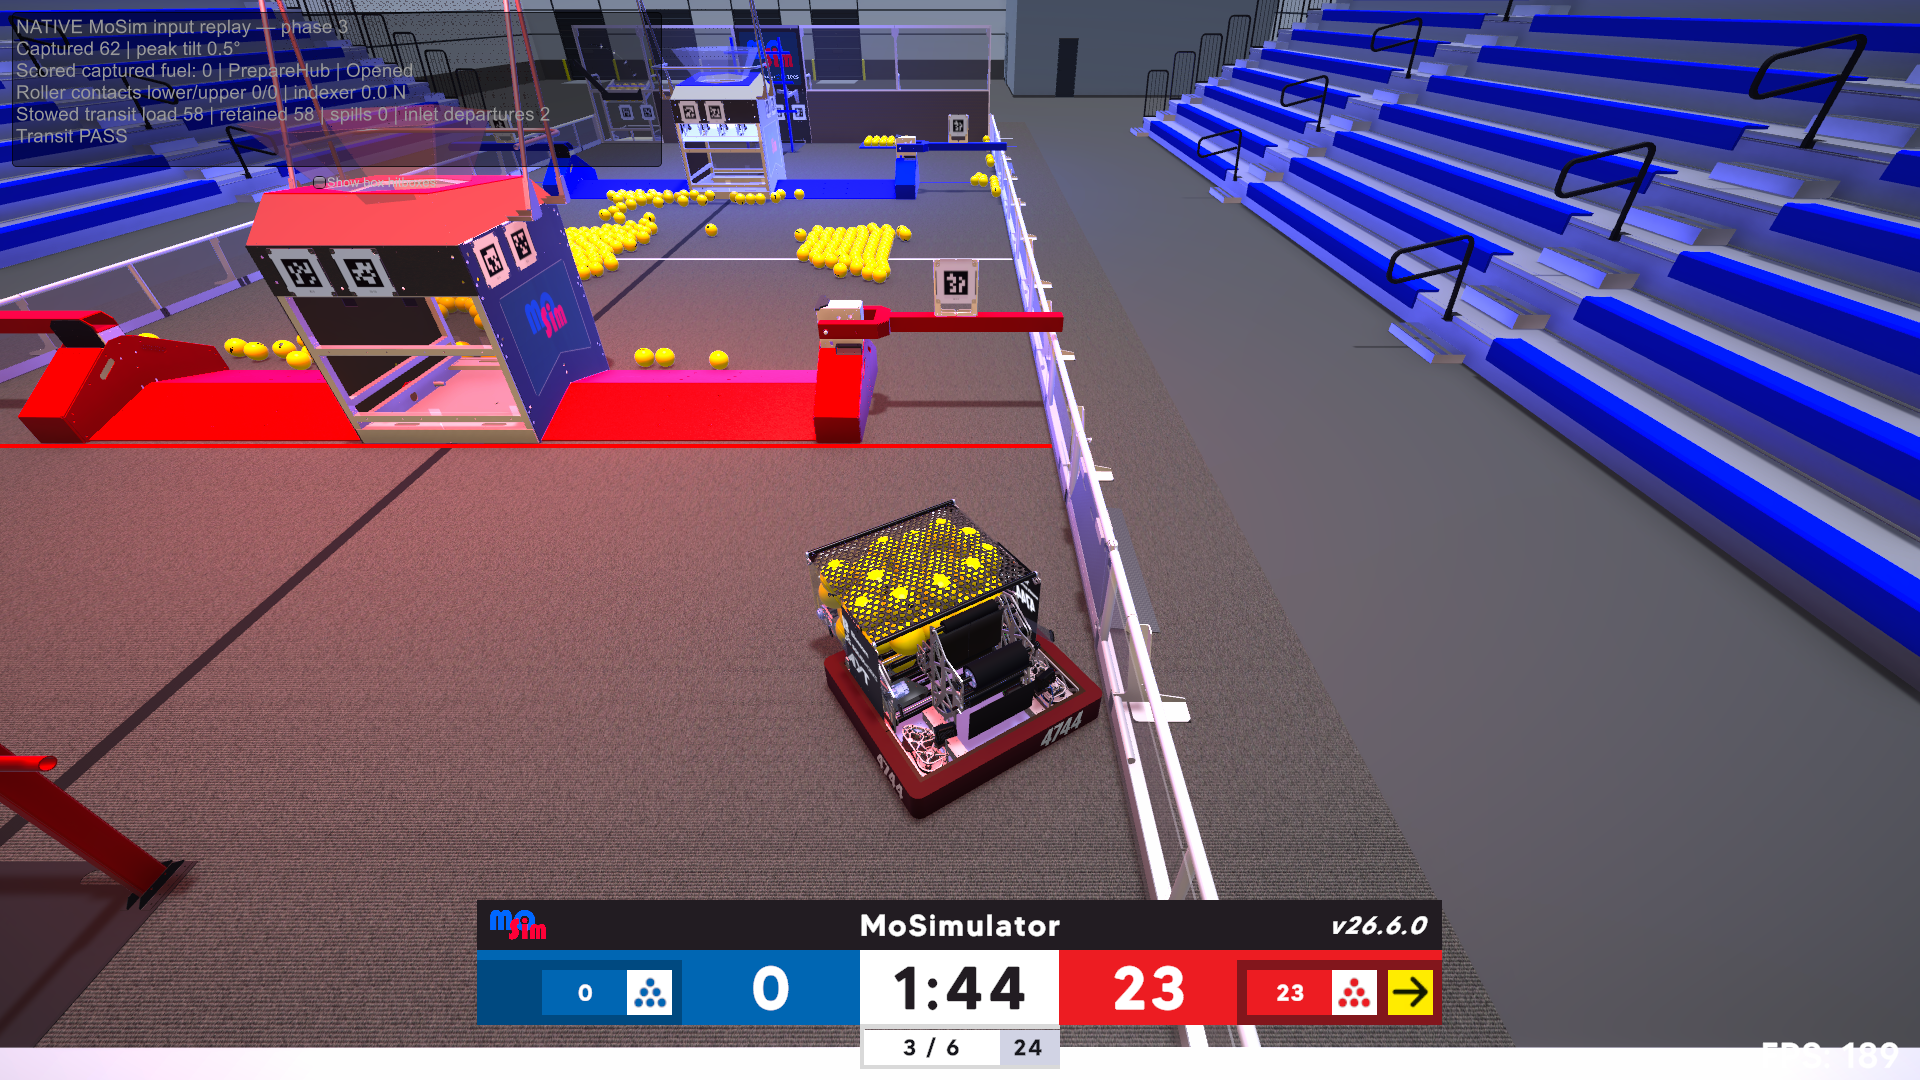 NATIVE MoSim input replay — phase 3
Captured 62 | peak tilt 0.5°
Scored captured fuel: 0 | PrepareHub | Opened
Roller contacts lower/upper 0/0 | indexer 0.0 N
Stowed transit load 58 | retained 58 | spills 0 | inlet departures 2
Transit PASS
Show box hitboxes
MoSim
MoSim
37
4744
4744
MoSim
MoSimulator
v26.6.0
0
0
1:44
23
23
3 / 6
24
FPS: 189